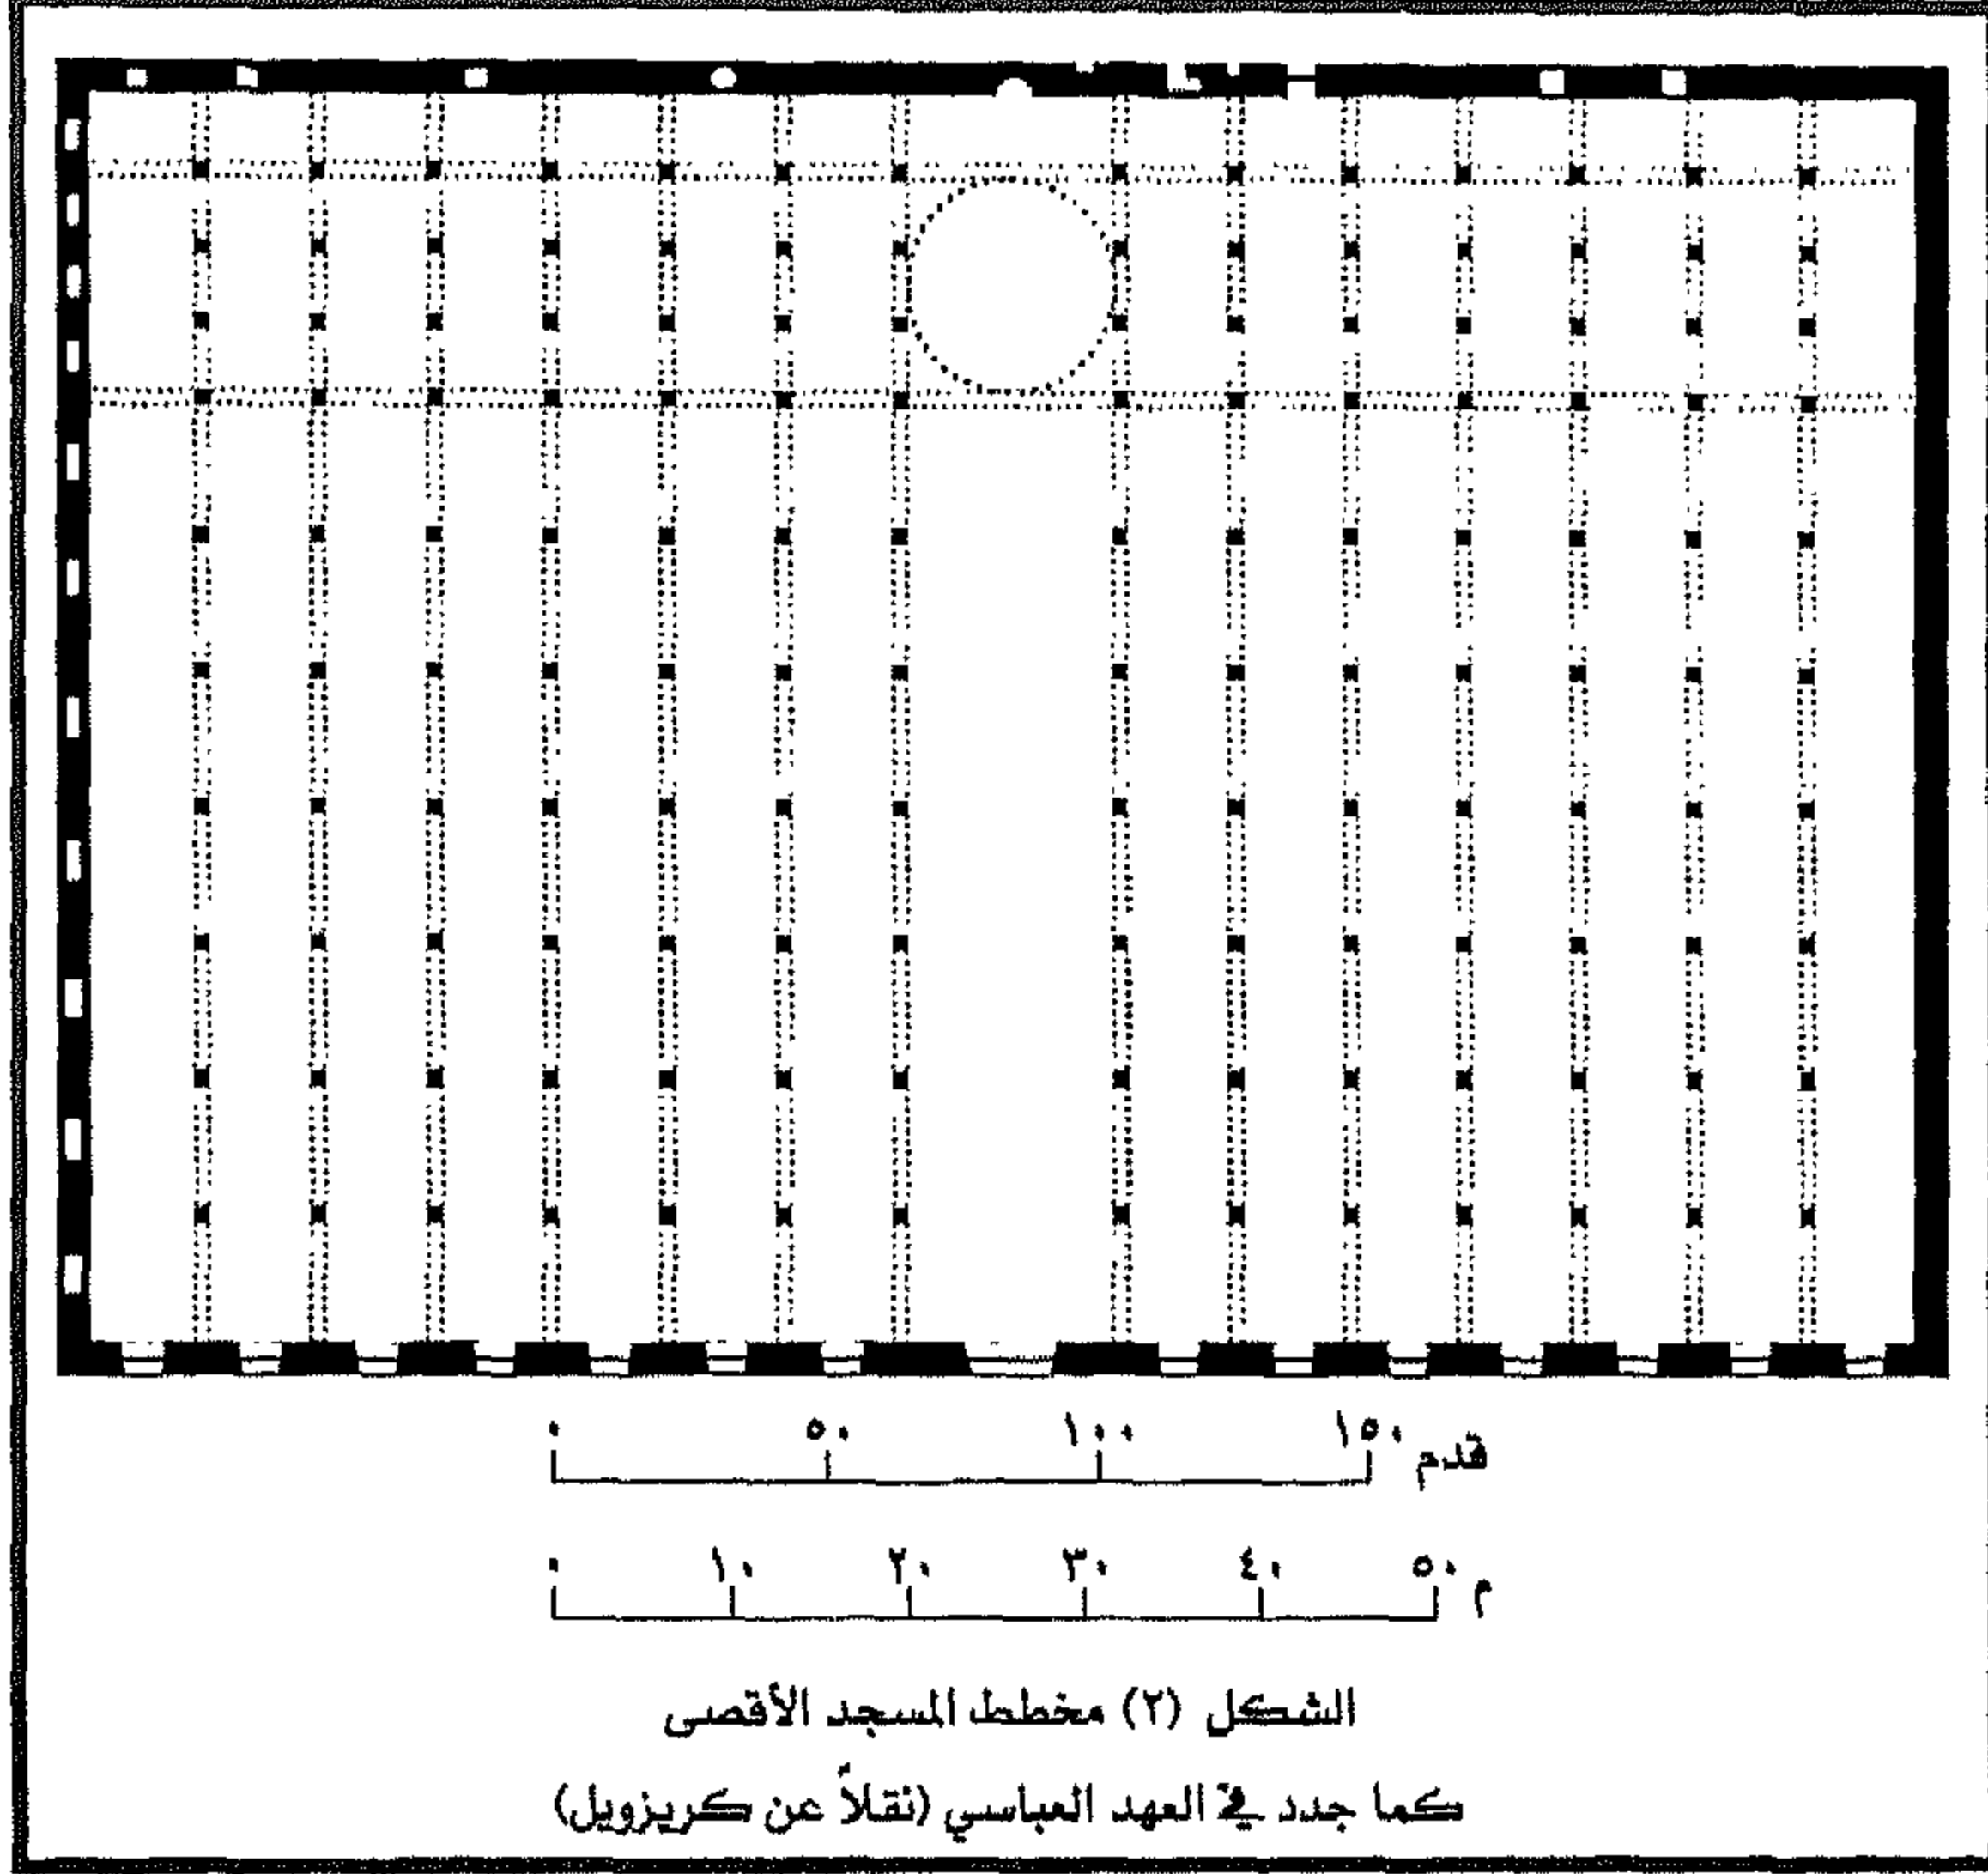 ٠ ٥٠ ١٠٠ ١٥٠ قدم
٠ ١٠ ٢٠ ٣٠ ٤٠ ٥٠ م
الشكل (٢) مخطط المسجد الأقصى
كما جدد في العهد العباسي (نقلاً عن كريزويل)